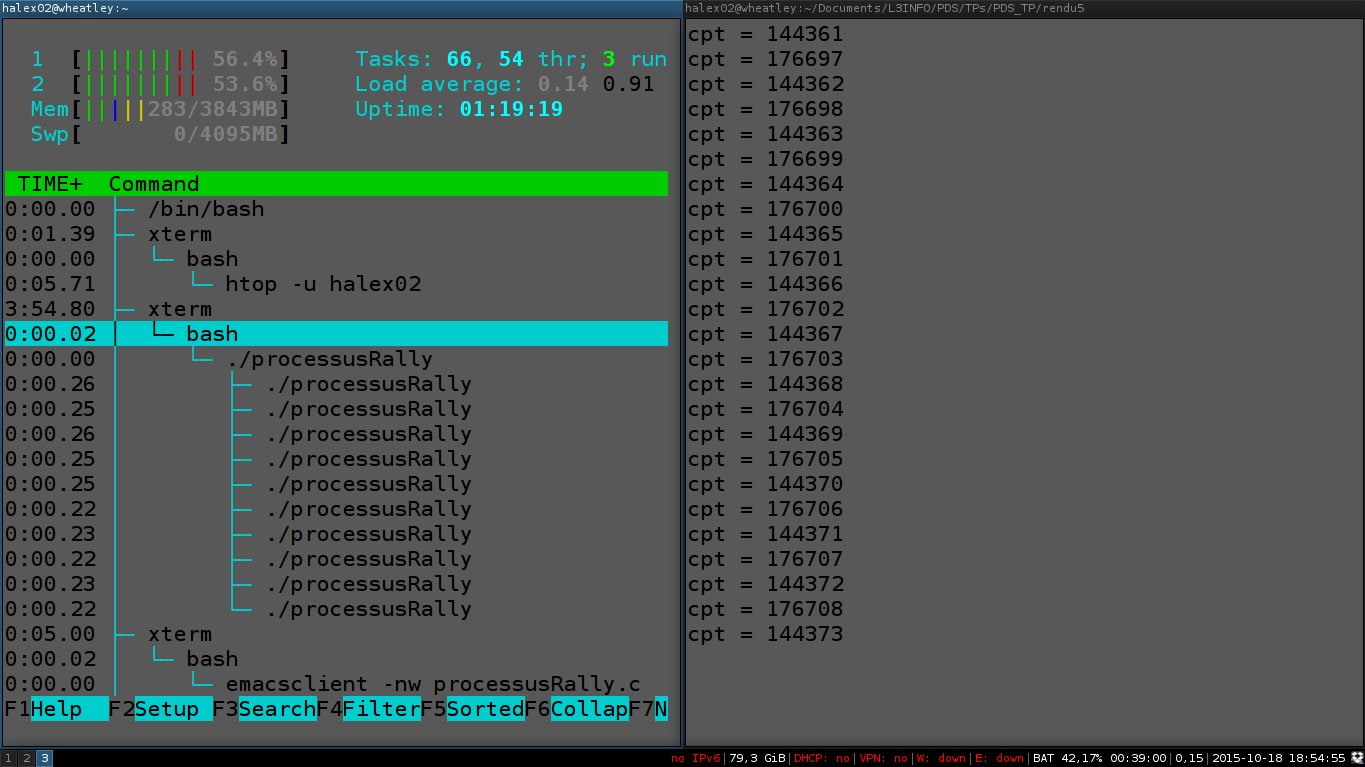 halex02@wheatley:~
1 [|||||||||| 56.4%] Tasks: 66, 54 thr; 3 run
2 [|||||||||| 53.6%] Load average: 0.14 0.91
Mem[|||||283/3843MB] Uptime: 01:19:19
Swp[ 0/4095MB]
TIME+ Command
0:00.00 ├─ /bin/bash
0:01.39 ├─ xterm
0:00.00 │ └─ bash
0:05.71 │ └─ htop -u halex02
3:54.80 ├─ xterm
0:00.02 │ └─ bash
0:00.00 │ └─ ./processusRally
0:00.26 │ ├─ ./processusRally
0:00.25 │ ├─ ./processusRally
0:00.26 │ ├─ ./processusRally
0:00.25 │ ├─ ./processusRally
0:00.25 │ ├─ ./processusRally
0:00.22 │ ├─ ./processusRally
0:00.23 │ ├─ ./processusRally
0:00.22 │ ├─ ./processusRally
0:00.23 │ ├─ ./processusRally
0:00.22 │ └─ ./processusRally
0:05.00 ├─ xterm
0:00.02 │ └─ bash
0:00.00 │ └─ emacsclient -nw processusRally.c
F1Help F2Setup F3SearchF4FilterF5SortedF6CollapF7N
halex02@wheatley:~/Documents/L3INFO/PDS/TPs/PDS_TP/rendu5
cpt = 144361
cpt = 176697
cpt = 144362
cpt = 176698
cpt = 144363
cpt = 176699
cpt = 144364
cpt = 176700
cpt = 144365
cpt = 176701
cpt = 144366
cpt = 176702
cpt = 144367
cpt = 176703
cpt = 144368
cpt = 176704
cpt = 144369
cpt = 176705
cpt = 144370
cpt = 176706
cpt = 144371
cpt = 176707
cpt = 144372
cpt = 176708
cpt = 144373
1 2 3 no IPv6|79,3 GiB|DHCP: no|VPN: no|W: down|E: down|BAT 42,17% 00:39:00|0,15|2015-10-18 18:54:55